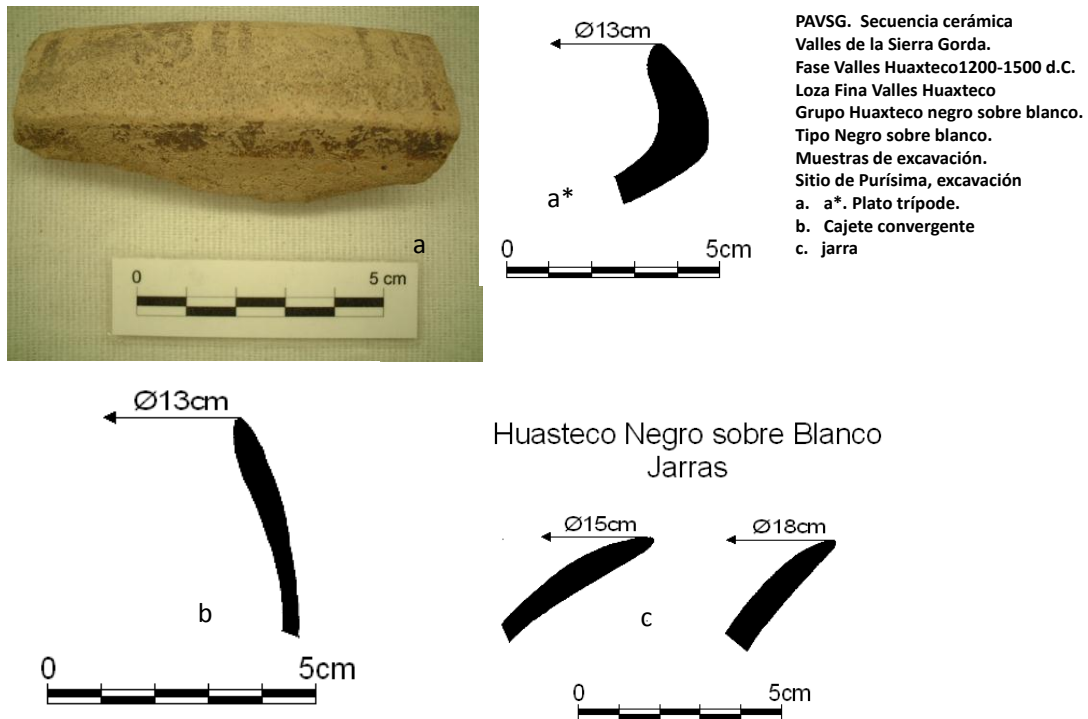 PAVSG. Secuencia cerámica
Valles de la Sierra Gorda.
Fase Valles Huaxteco1200-1500 d.C.
Loza Fina Valles Huaxteco
Grupo Huaxteco negro sobre blanco.
Tipo Negro sobre blanco.
Muestras de excavación.
Sitio de Purísima, excavación
a. a*. Plato trípode.
b. Cajete convergente
c. jarra
a
0 5 cm
Ø13cm
a*
0 5cm
Ø13cm
b
0 5cm
Huasteco Negro sobre Blanco
Jarras
Ø15cm Ø18cm
c
0 5cm